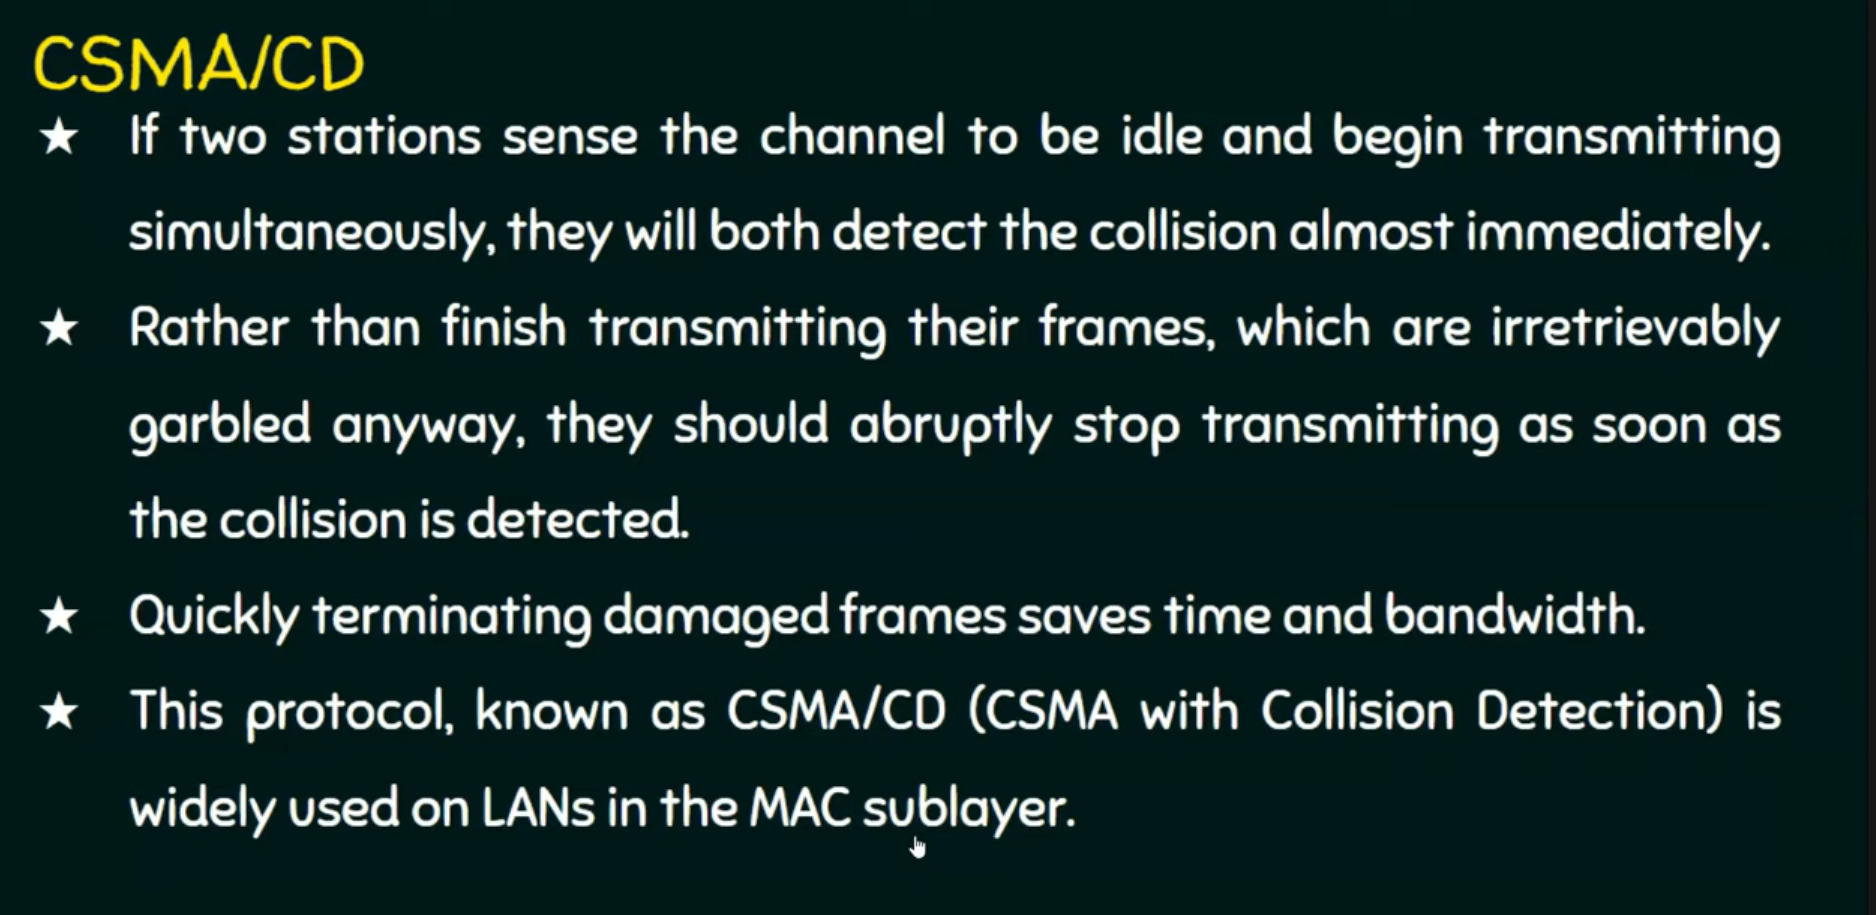 CSMA/CD
★ If two stations sense the channel to be idle and begin transmitting
simultaneously, they will both detect the collision almost immediately.
★ Rather than finish transmitting their frames, which are irretrievably
garbled anyway, they should abruptly stop transmitting as soon as
the collision is detected.
★ Quickly terminating damaged frames saves time and bandwidth.
★ This protocol, known as CSMA/CD (CSMA with Collision Detection) is
widely used on LANs in the MAC sublayer.